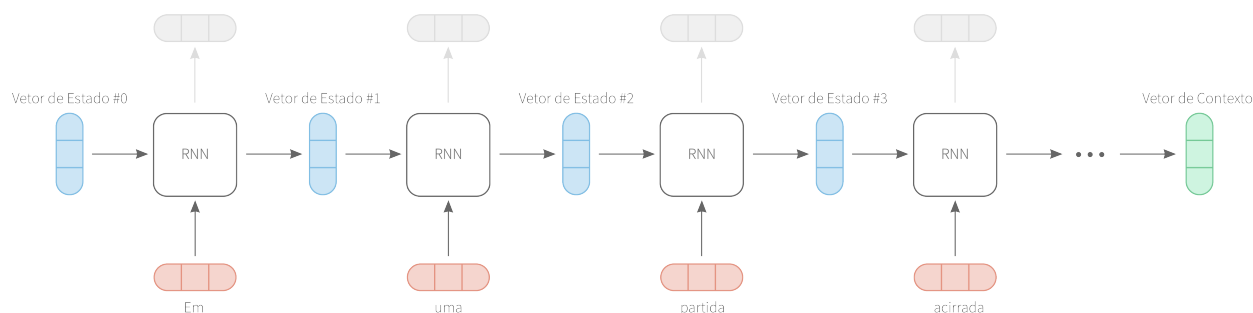 Vetor de Estado #0
Vetor de Estado #1
Vetor de Estado #2
Vetor de Estado #3
Vetor de Contexto
RNN
RNN
RNN
RNN
Em
uma
partida
acirrada